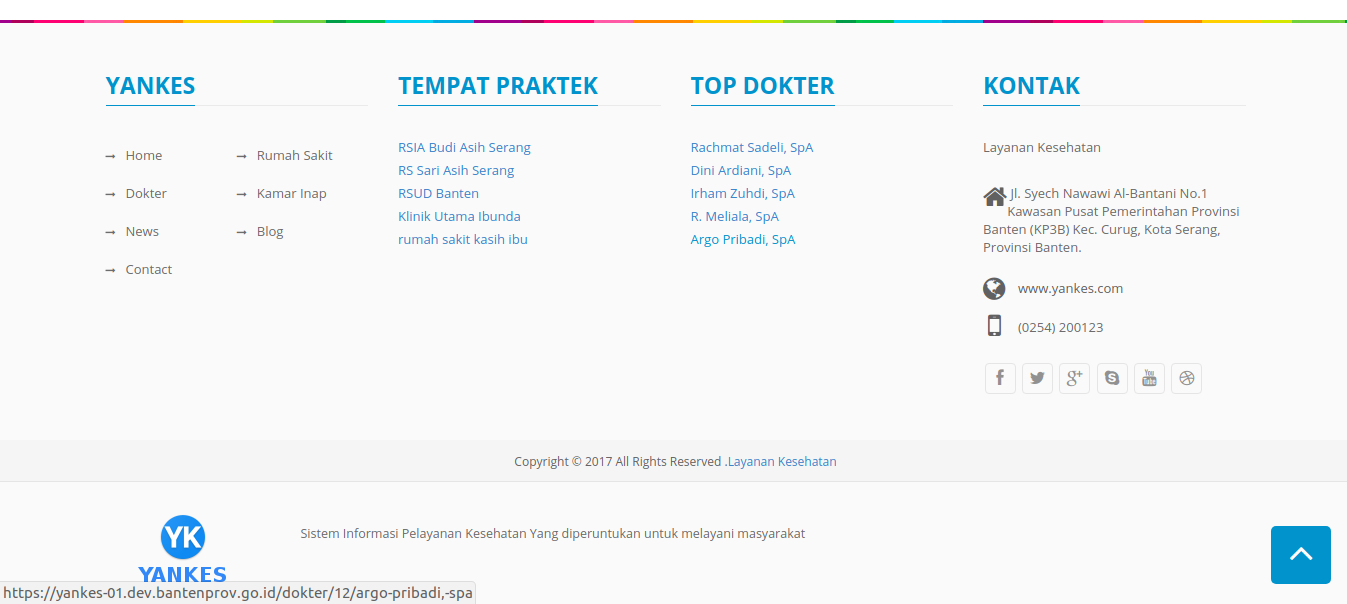 YANKES
Home
Rumah Sakit
Dokter
Kamar Inap
News
Blog
Contact
TEMPAT PRAKTEK
RSIA Budi Asih Serang
RS Sari Asih Serang
RSUD Banten
Klinik Utama Ibunda
rumah sakit kasih ibu
TOP DOKTER
Rachmat Sadeli, SpA
Dini Ardiani, SpA
Irham Zuhdi, SpA
R. Meliala, SpA
Argo Pribadi, SpA
KONTAK
Layanan Kesehatan
Jl. Syech Nawawi Al-Bantani No.1
Kawasan Pusat Pemerintahan Provinsi
Banten (KP3B) Kec. Curug, Kota Serang,
Provinsi Banten.
www.yankes.com
(0254) 200123
Copyright © 2017 All Rights Reserved .Layanan Kesehatan
YK
YANKES
Sistem Informasi Pelayanan Kesehatan Yang diperuntukan untuk melayani masyarakat
https://yankes-01.dev.bantenprov.go.id/dokter/12/argo-pribadi,-spa